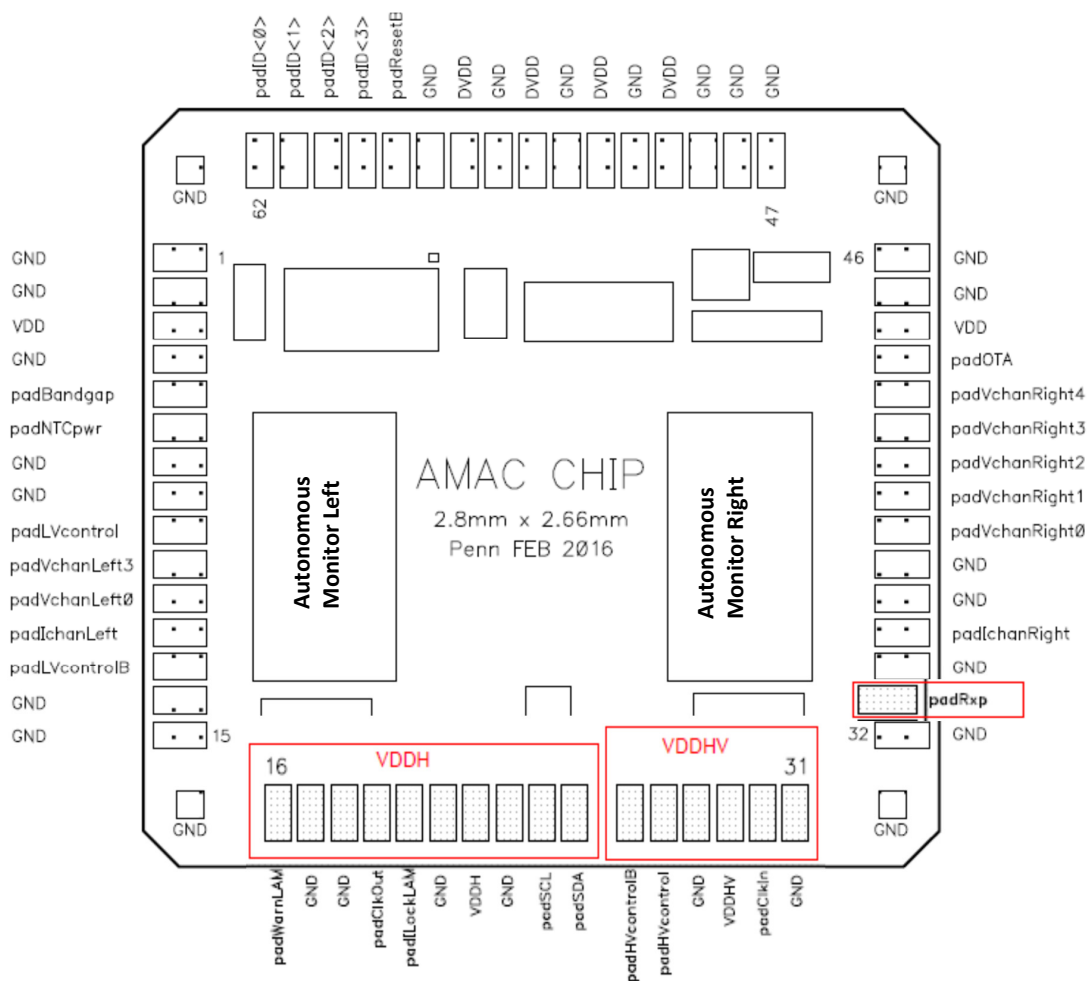 padID<0>
padID<1>
padID<2>
padID<3>
padResetB
GND
DVDD
GND
DVDD
GND
DVDD
GND
DVDD
GND
GND
GND
GND
GND
62
47
GND
1
46
GND
GND
GND
VDD
VDD
GND
padOTA
padBandgap
padVchanRight4
padNTCpwr
padVchanRight3
GND
padVchanRight2
GND
padVchanRight1
padLVcontrol
padVchanRight0
padVchanLeft3
GND
padVchanLeft0
GND
padIchanLeft
padIchanRight
padLVcontrolB
GND
GND
padRxp
GND
15
32
GND
Autonomous
Monitor Left
AMAC CHIP
2.8mm x 2.66mm
Penn FEB 2016
Autonomous
Monitor Right
16
VDDH
VDDHV
31
GND
GND
padWarnLAM
GND
GND
padClkOut
padILockLAM
GND
VDDH
GND
padSCL
padSDA
padHVcontrolB
padHVcontrol
GND
VDDHV
padClkIn
GND